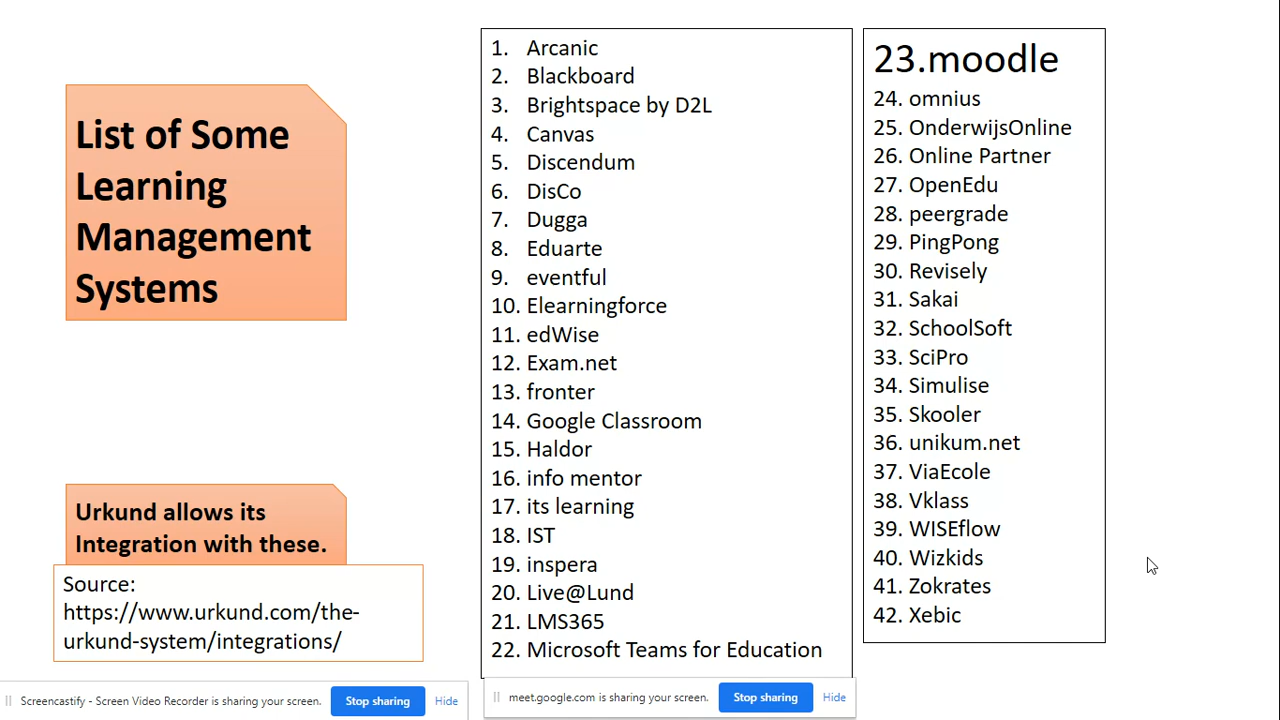 List of Some
Learning
Management
Systems
Urkund allows its
Integration with these.
Source:
https://www.urkund.com/the-
urkund-system/integrations/
1. Arcanic
2. Blackboard
3. Brightspace by D2L
4. Canvas
5. Discendum
6. DisCo
7. Dugga
8. Eduarte
9. eventful
10. Elearningforce
11. edWise
12. Exam.net
13. fronter
14. Google Classroom
15. Haldor
16. info mentor
17. its learning
18. IST
19. inspera
20. Live@Lund
21. LMS365
22. Microsoft Teams for Education
23.moodle
24. omnius
25. OnderwijsOnline
26. Online Partner
27. OpenEdu
28. peergrade
29. PingPong
30. Revisely
31. Sakai
32. SchoolSoft
33. SciPro
34. Simulise
35. Skooler
36. unikum.net
37. ViaEcole
38. Vklass
39. WISEflow
40. Wizkids
41. Zokrates
42. Xebic
Screencastify - Screen Video Recorder is sharing your screen. Stop sharing Hide
meet.google.com is sharing your screen. Stop sharing Hide